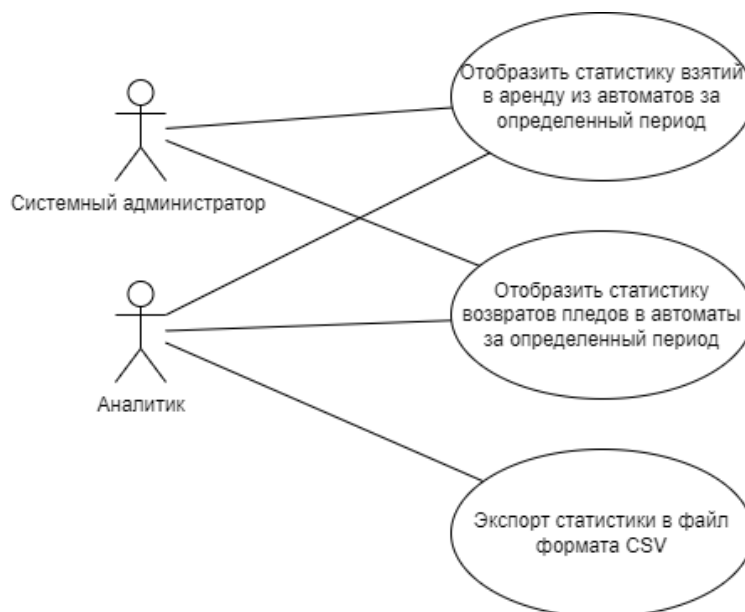 Отобразить статистику взятий
в аренду из автоматов за
определенный период
Системный администратор
Отобразить статистику
возвратов пледов в автоматы
за определенный период
Аналитик
Экспорт статистики в файл
формата CSV